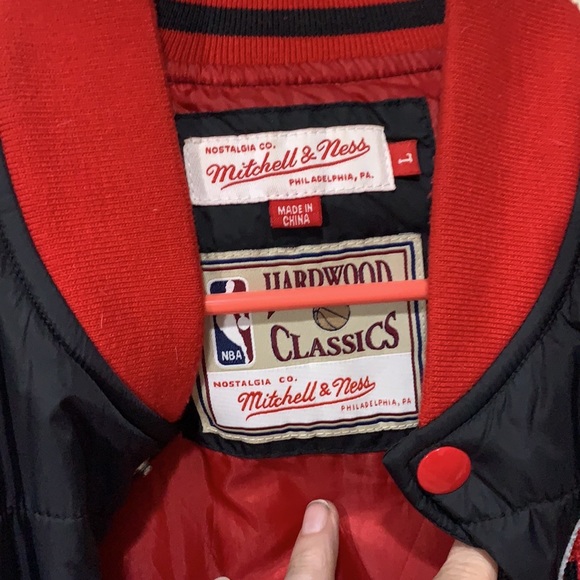 NOSTALGIA CO.
Mitchell & Ness
PHILADELPHIA, PA.
L
MADE IN
CHINA
HARDWOOD
CLASSICS
NBA
NOSTALGIA CO.
Mitchell & Ness
PHILADELPHIA, PA